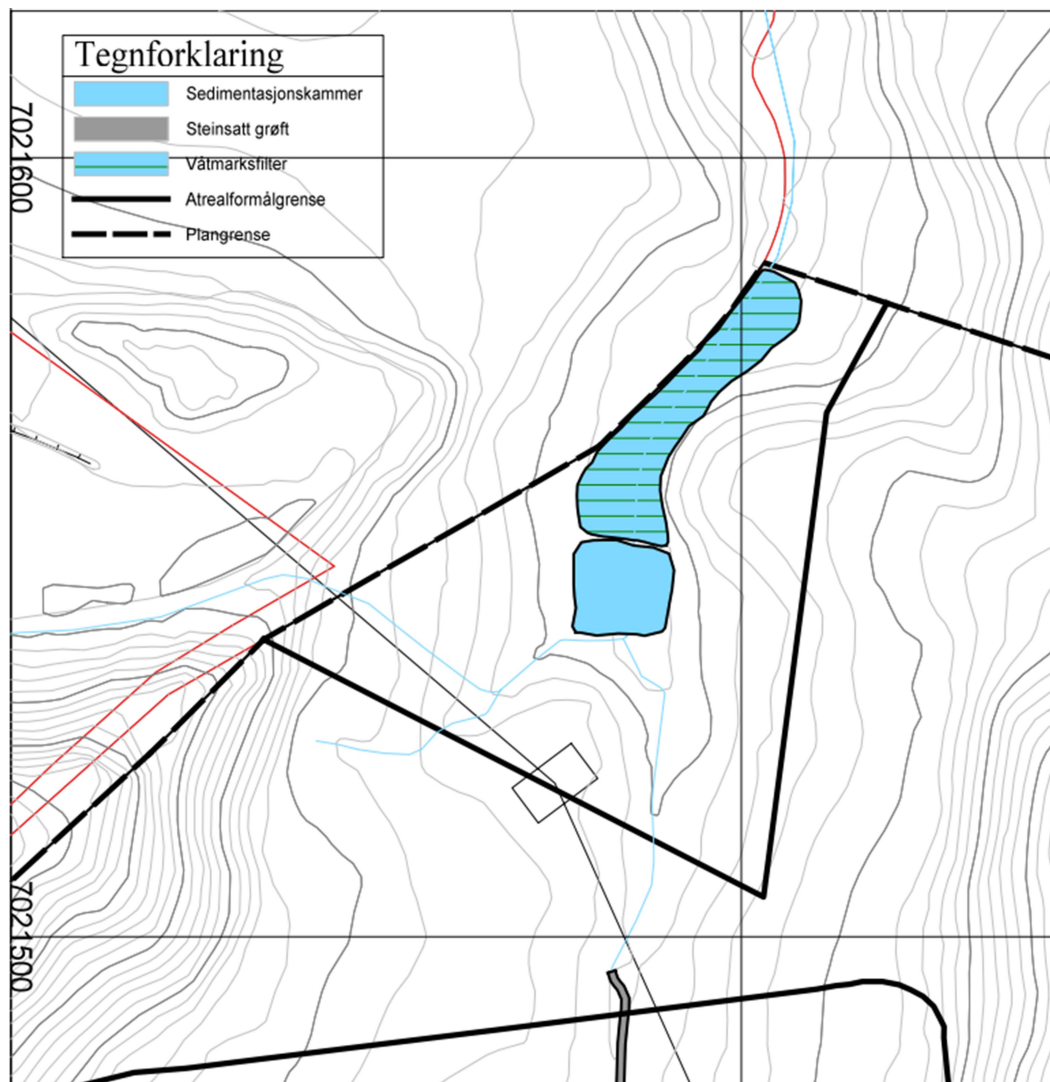 Tegnforklaring
Sedimentasjonskammer
Steinsatt grøft
Våtmarksfilter
Atrealformålgrense
Plangrense
7021600
7021500